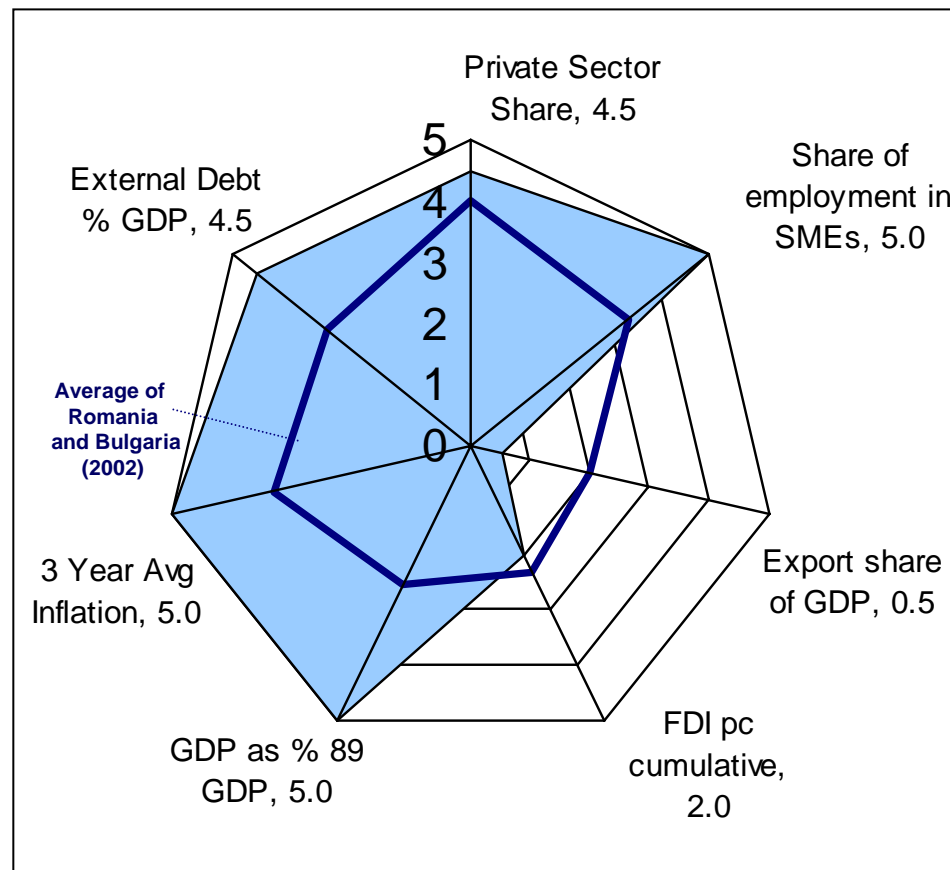 Private Sector
Share, 4.5
Share of
employment in
SMEs, 5.0
Export share
of GDP, 0.5
FDI pc
cumulative,
2.0
GDP as % 89
GDP, 5.0
3 Year Avg
Inflation, 5.0
Average of
Romania
and Bulgaria
(2002)
External Debt
% GDP, 4.5
5
4
3
2
1
0